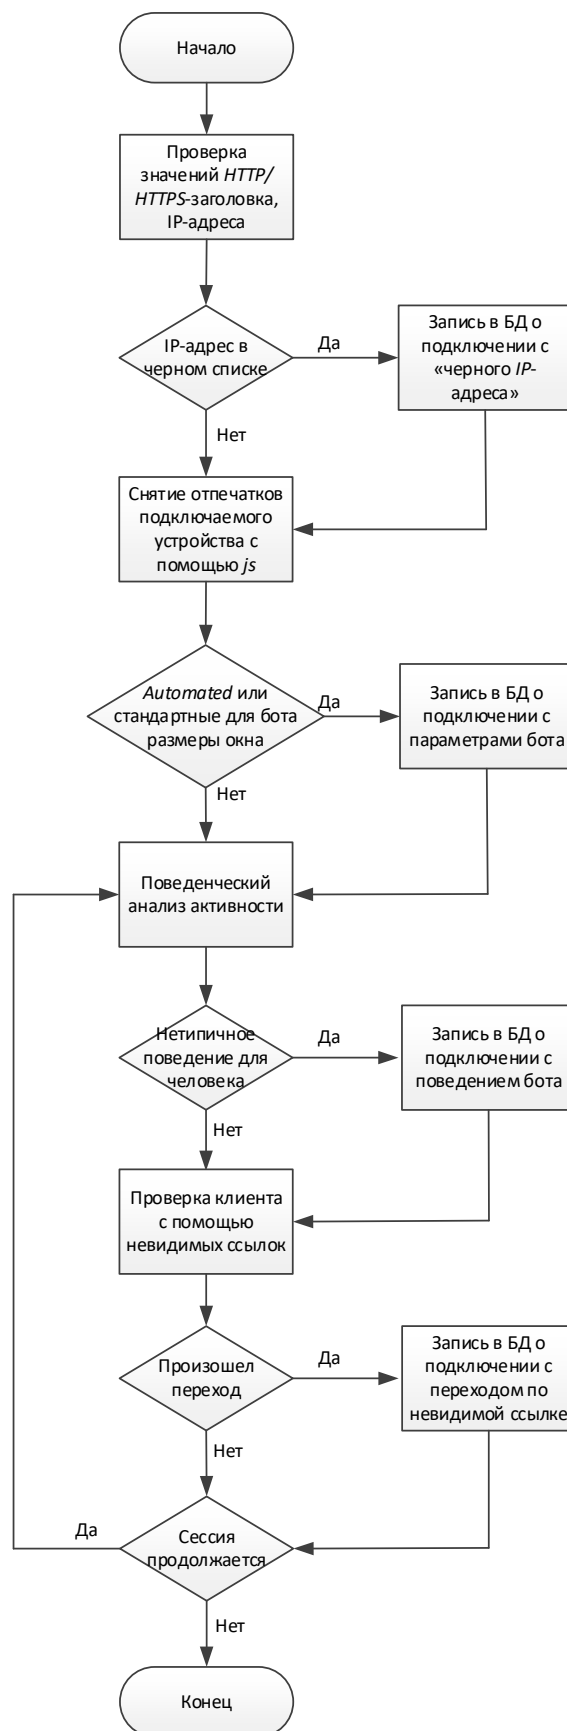 Начало
Проверка
значений HTTP/
HTTPS-заголовка,
IP-адреса
IP-адрес в
черном списке
Да
Запись в БД о
подключении с
«черного IP-
адреса»
Нет
Снятие отпечатков
подключаемого
устройства с
помощью js
Automated или
стандартные для бота
размеры окна
Да
Запись в БД о
подключении с
параметрами бота
Нет
Поведенческий
анализ активности
Нетипичное
поведение для
человека
Да
Запись в БД о
подключении с
поведением бота
Нет
Проверка клиента
с помощью
невидимых ссылок
Произошел
переход
Да
Запись в БД о
подключении с
переходом по
невидимой ссылке
Нет
Да
Сессия
продолжается
Нет
Конец